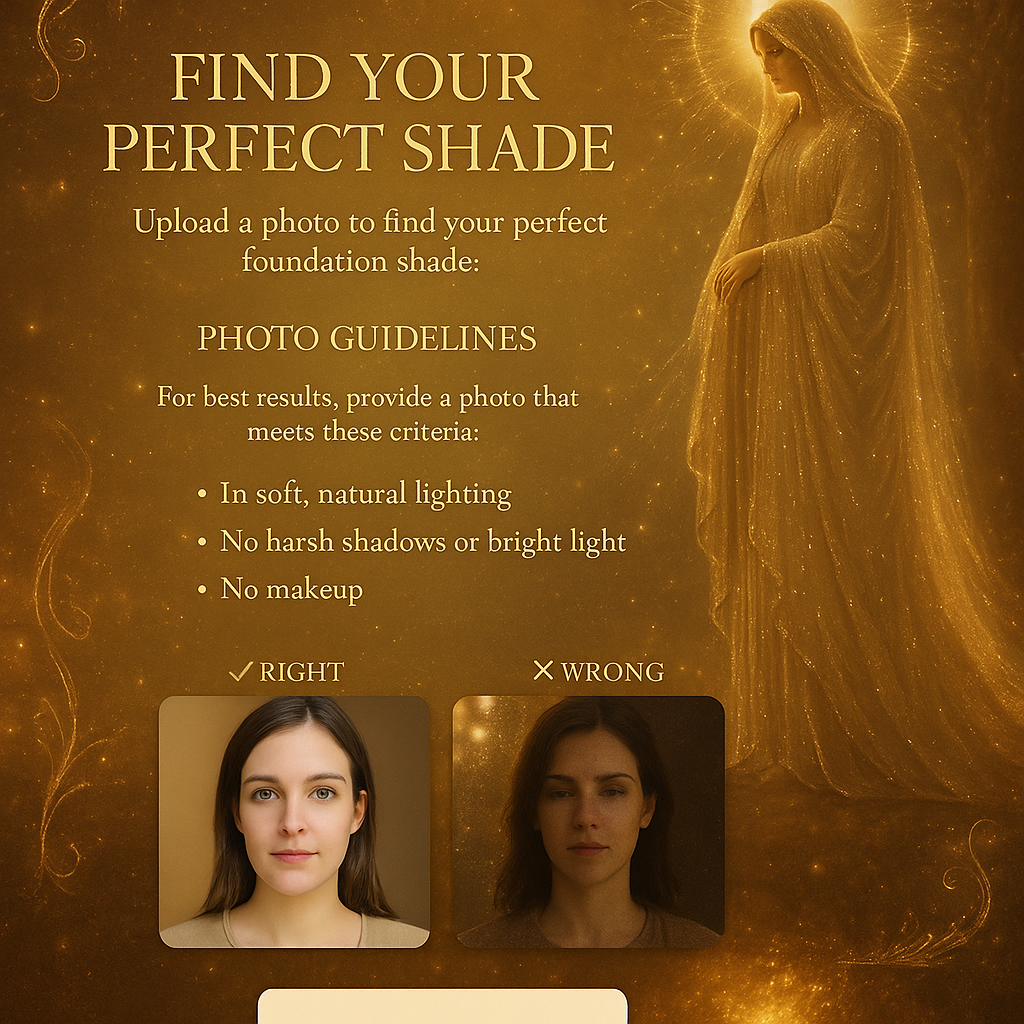 FIND YOUR
PERFECT SHADE
Upload a photo to find your perfect
foundation shade:
PHOTO GUIDELINES
For best results, provide a photo that
meets these criteria:
• In soft, natural lighting
• No harsh shadows or bright light
• No makeup
✓ RIGHT
✕ WRONG